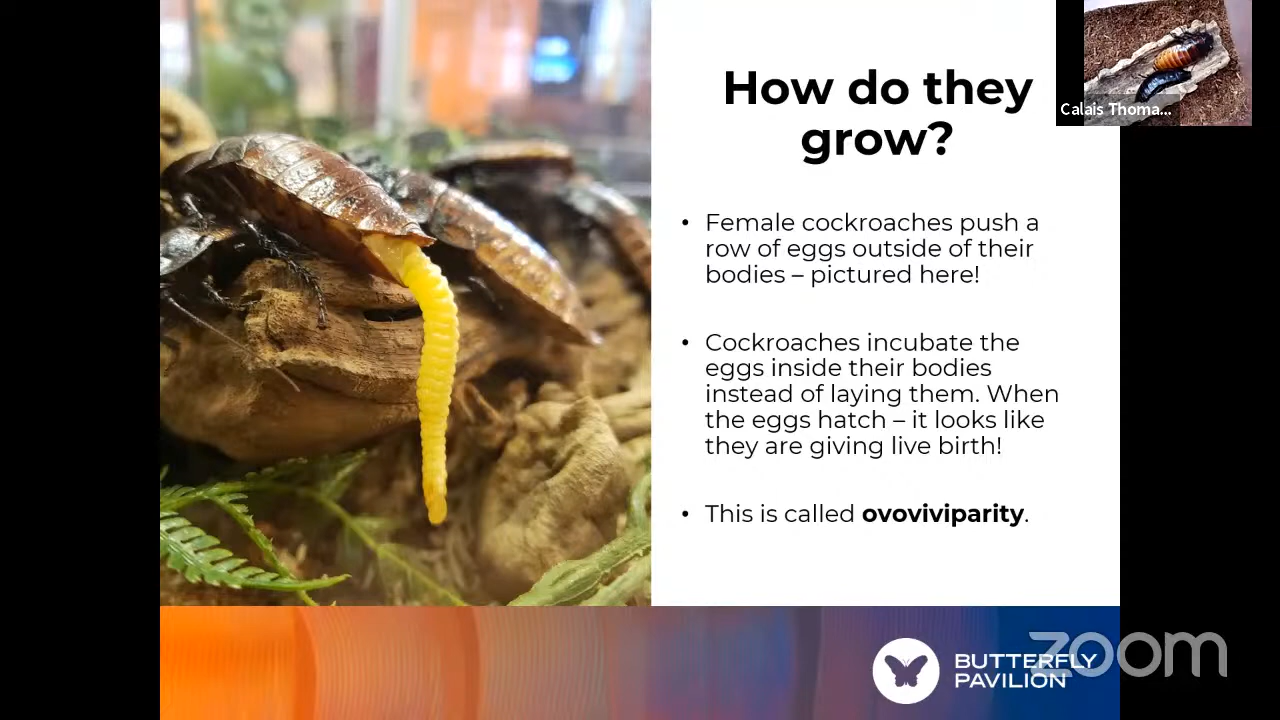 How do they
grow?
Calais Thoma...
• Female cockroaches push a
row of eggs outside of their
bodies – pictured here!
• Cockroaches incubate the
eggs inside their bodies
instead of laying them. When
the eggs hatch – it looks like
they are giving live birth!
• This is called ovoviviparity.
BUTTERFLY
PAVILION
zoom